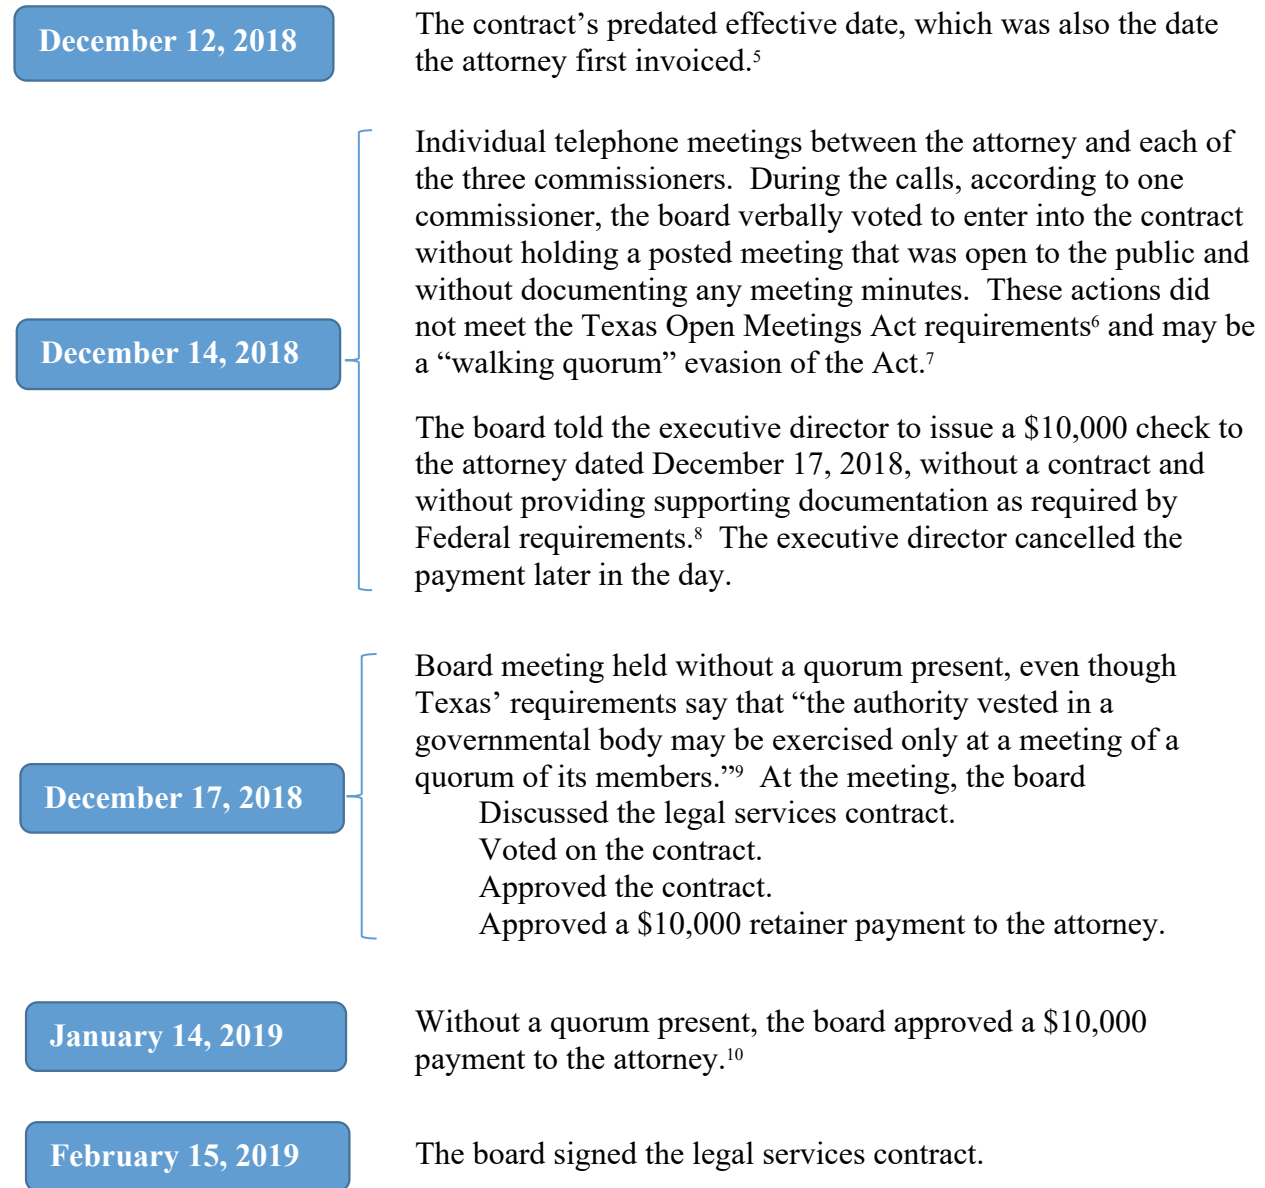 December 12, 2018
The contract’s predated effective date, which was also the date
the attorney first invoiced.⁵
December 14, 2018
Individual telephone meetings between the attorney and each of
the three commissioners.  During the calls, according to one
commissioner, the board verbally voted to enter into the contract
without holding a posted meeting that was open to the public and
without documenting any meeting minutes.  These actions did
not meet the Texas Open Meetings Act requirements⁶ and may be
a “walking quorum” evasion of the Act.⁷
The board told the executive director to issue a $10,000 check to
the attorney dated December 17, 2018, without a contract and
without providing supporting documentation as required by
Federal requirements.⁸  The executive director cancelled the
payment later in the day.
December 17, 2018
Board meeting held without a quorum present, even though
Texas’ requirements say that “the authority vested in a
governmental body may be exercised only at a meeting of a
quorum of its members.”⁹  At the meeting, the board
Discussed the legal services contract.
Voted on the contract.
Approved the contract.
Approved a $10,000 retainer payment to the attorney.
January 14, 2019
Without a quorum present, the board approved a $10,000
payment to the attorney.¹⁰
February 15, 2019
The board signed the legal services contract.